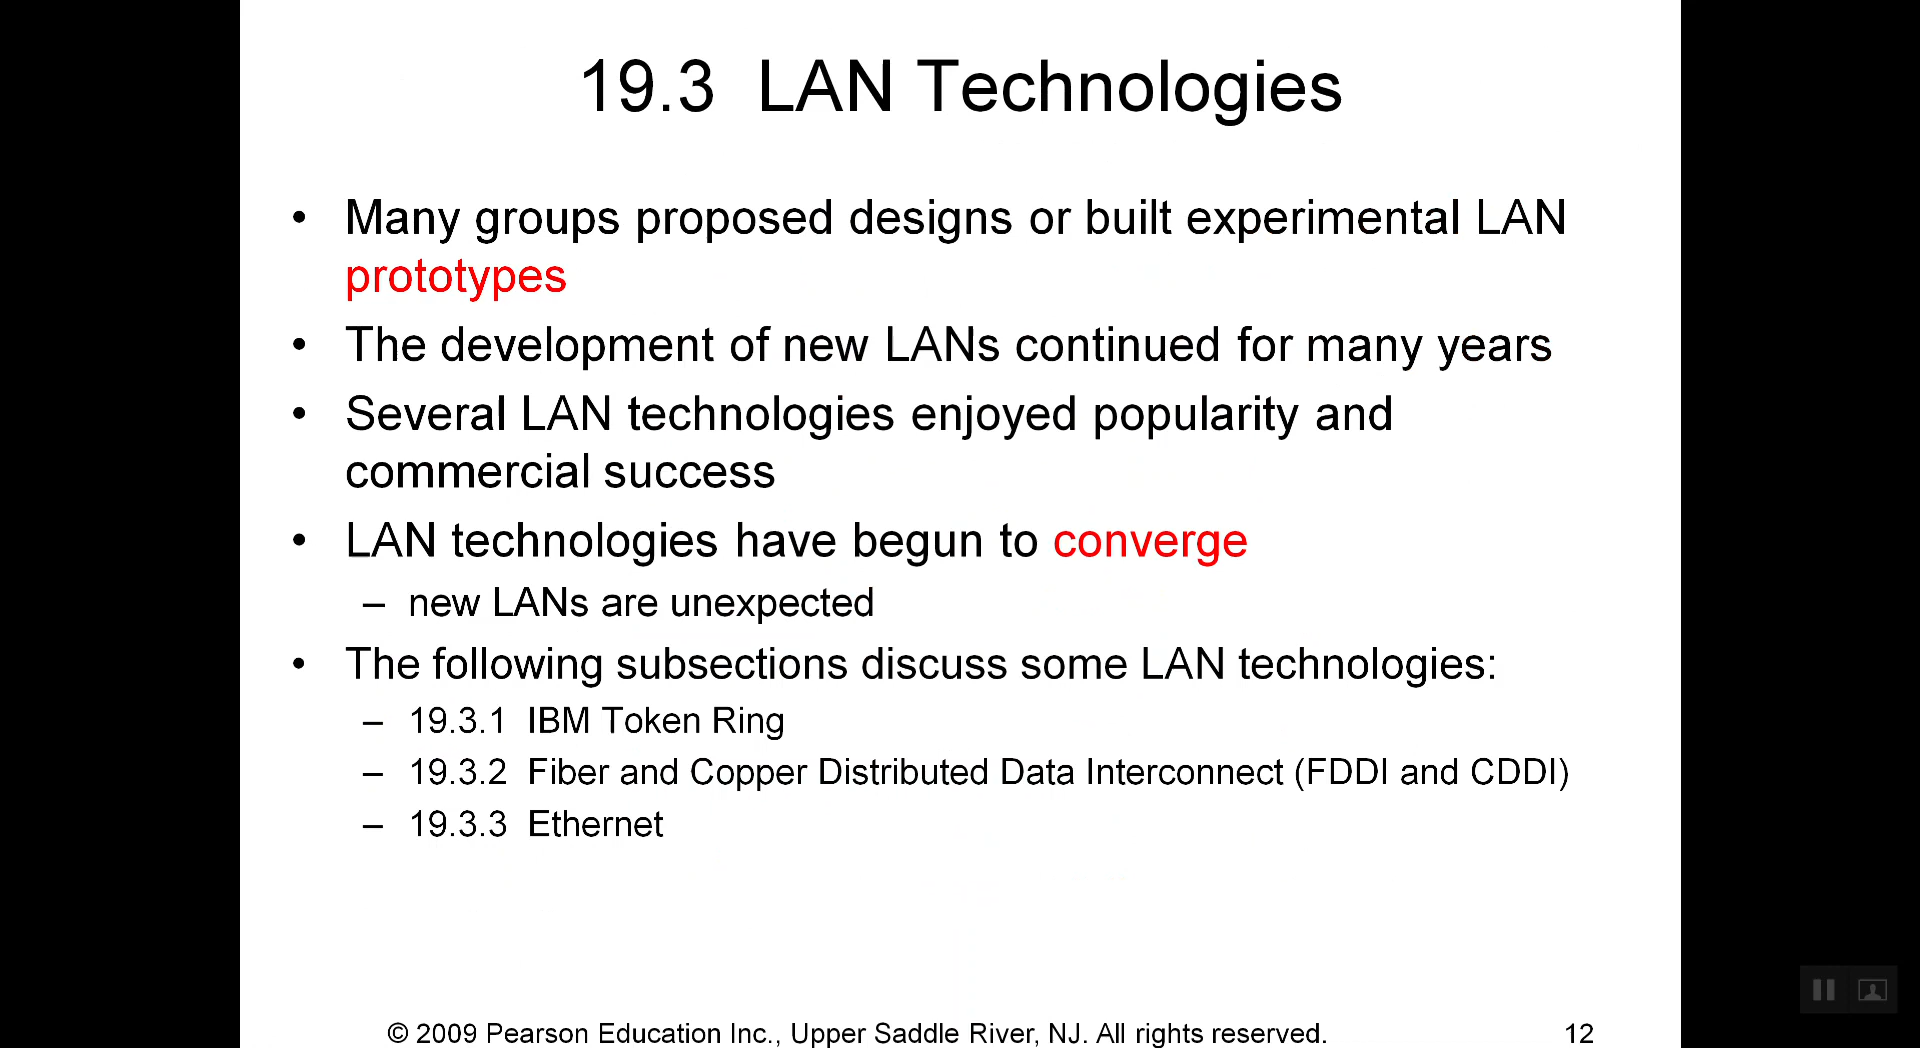 19.3 LAN Technologies
• Many groups proposed designs or built experimental LAN
prototypes
• The development of new LANs continued for many years
• Several LAN technologies enjoyed popularity and
commercial success
• LAN technologies have begun to converge
– new LANs are unexpected
• The following subsections discuss some LAN technologies:
– 19.3.1 IBM Token Ring
– 19.3.2 Fiber and Copper Distributed Data Interconnect (FDDI and CDDI)
– 19.3.3 Ethernet
© 2009 Pearson Education Inc., Upper Saddle River, NJ. All rights reserved.
12